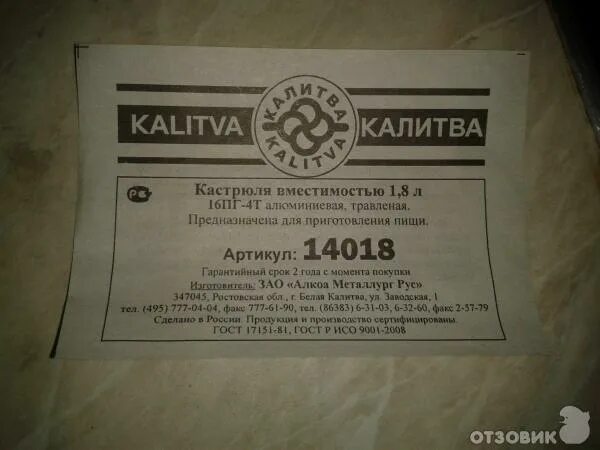 КАЛИТВА
KALITVA
KALITVA
КАЛИТВА
РС
Кастрюля вместимостью 1,8 л
16ПГ-4Т алюминиевая, травленая.
Предназначена для приготовления пищи.
Артикул: 14018
Гарантийный срок 2 года с момента покупки
Изготовитель: ЗАО «Алкоа Металлург Рус»
347045, Ростовская обл., г. Белая Калитва, ул. Заводская, 1
тел. (495) 777-04-04, факс 777-61-90, тел. (86383) 6-31-03, 6-32-60, факс 2-57-79
Сделано в России. Продукция и производство сертифицированы.
ГОСТ 17151-81, ГОСТ Р ИСО 9001-2008
ОТЗОВИК